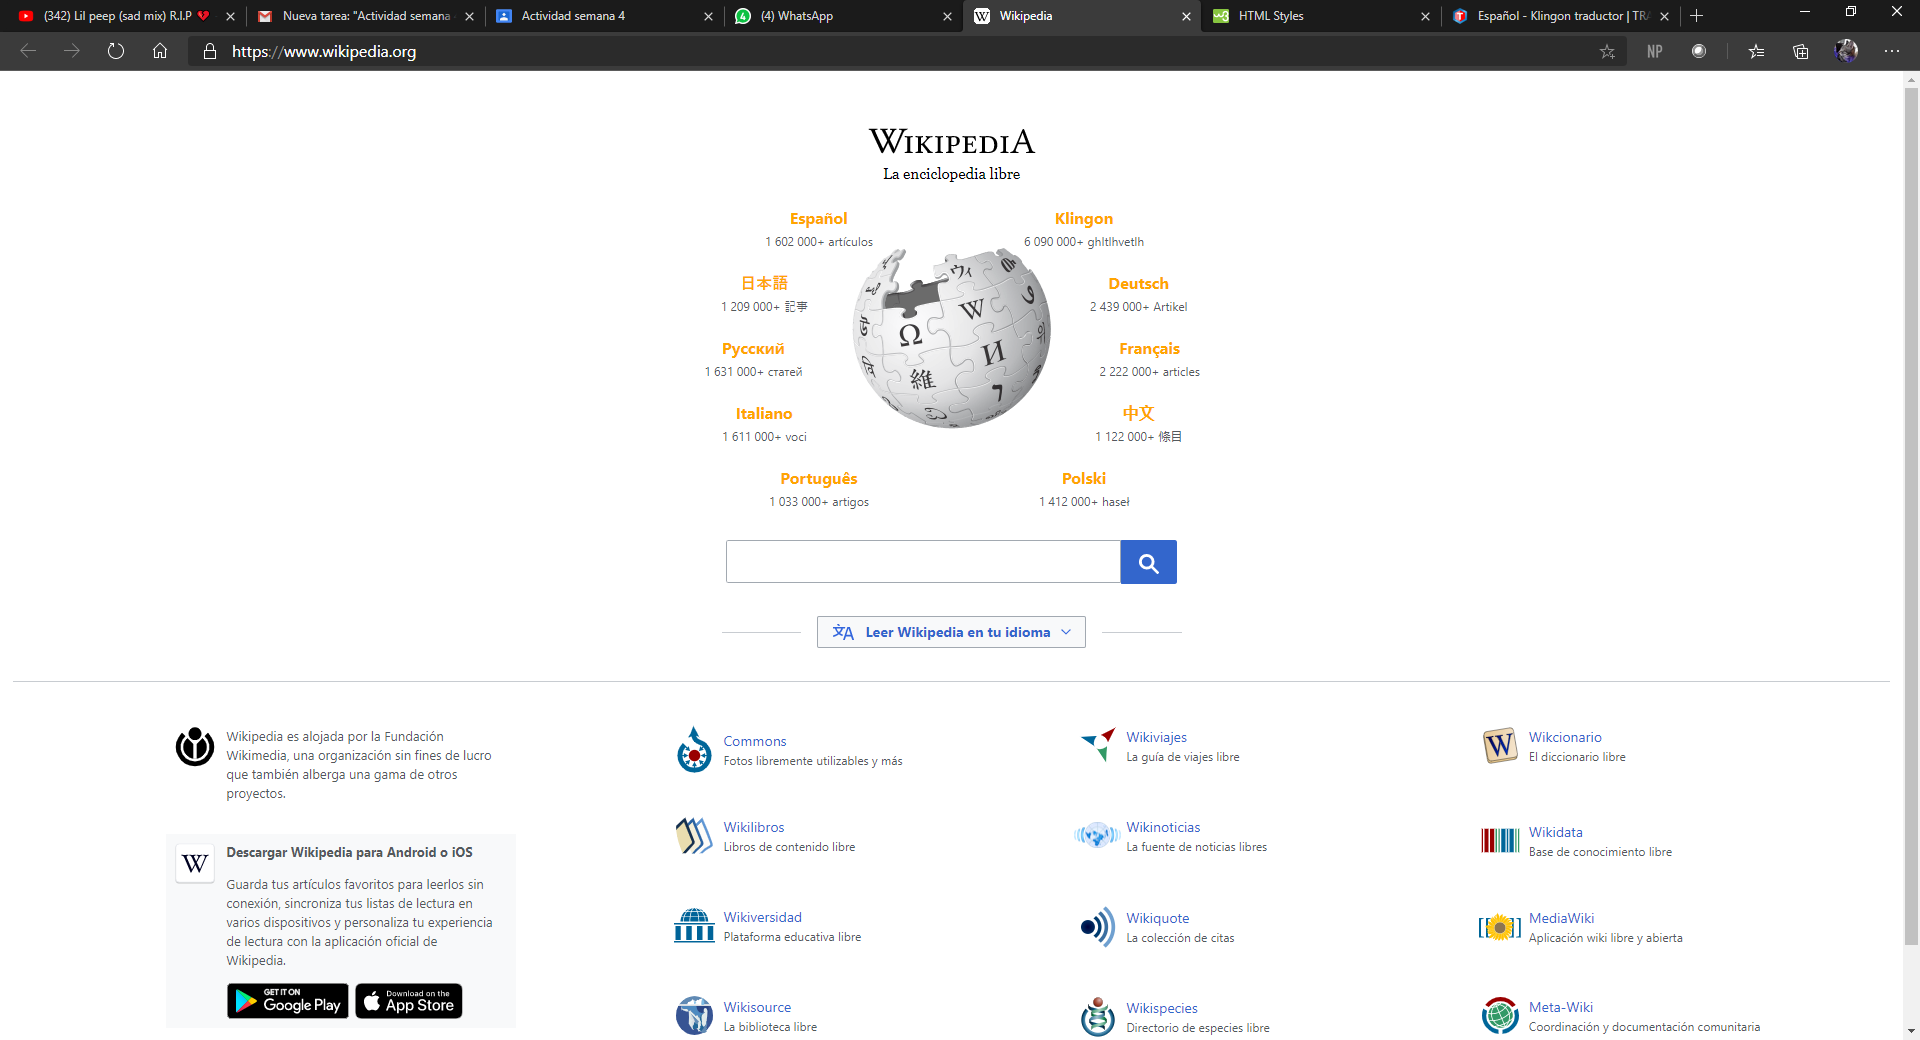 (342) Lil peep (sad mix) R.I.P 💔
Nueva tarea: "Actividad semana
Actividad semana 4
(4) WhatsApp
Wikipedia
HTML Styles
Español - Klingon traductor | TRA
https://www.wikipedia.org
NP
WIKIPEDIA
La enciclopedia libre
Español
1 602 000+ artículos
Klingon
6 090 000+ ghItlhvetlh
日本語
1 209 000+ 記事
Deutsch
2 439 000+ Artikel
Русский
1 631 000+ статей
Français
2 222 000+ articles
Italiano
1 611 000+ voci
中文
1 122 000+ 條目
Português
1 033 000+ artigos
Polski
1 412 000+ haseł
Ω
W
И
維
Leer Wikipedia en tu idioma
Wikipedia es alojada por la Fundación
Wikimedia, una organización sin fines de lucro
que también alberga una gama de otros
proyectos.
W
Descargar Wikipedia para Android o iOS
Guarda tus artículos favoritos para leerlos sin
conexión, sincroniza tus listas de lectura en
varios dispositivos y personaliza tu experiencia
de lectura con la aplicación oficial de
Wikipedia.
GET IT ON
Google Play
Download on the
App Store
Commons
Fotos libremente utilizables y más
Wikiviajes
La guía de viajes libre
W
Wikcionario
El diccionario libre
Wikilibros
Libros de contenido libre
Wikinoticias
La fuente de noticias libres
Wikidata
Base de conocimiento libre
Wikiversidad
Plataforma educativa libre
Wikiquote
La colección de citas
MediaWiki
Aplicación wiki libre y abierta
Wikisource
La biblioteca libre
Wikispecies
Directorio de especies libre
Meta-Wiki
Coordinación y documentación comunitaria